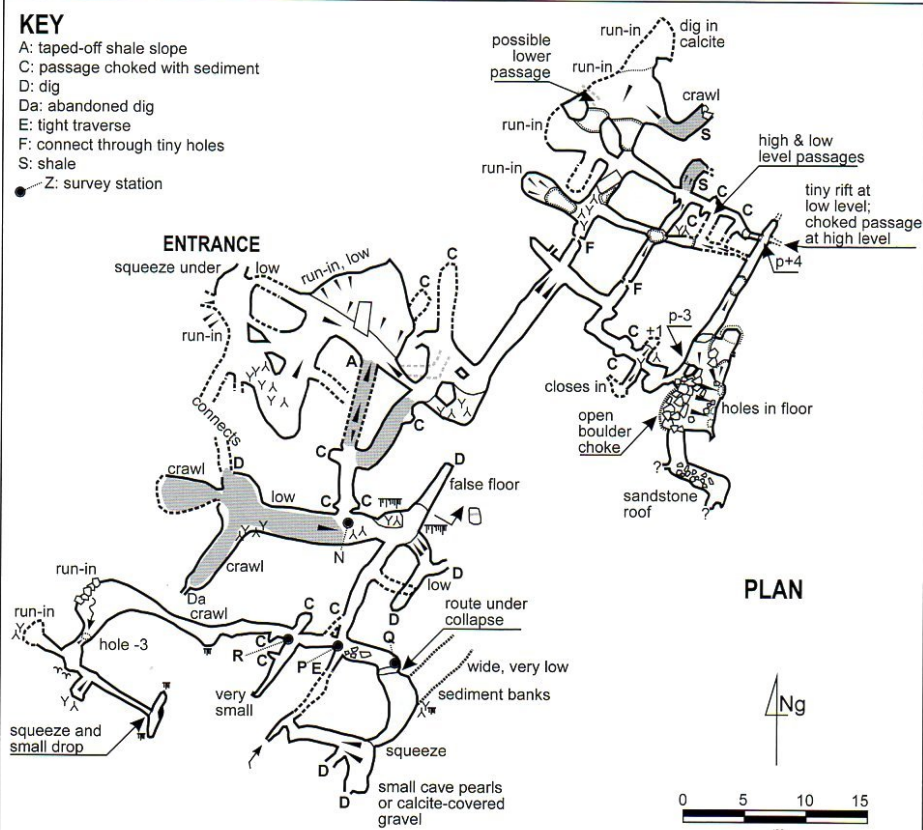 KEY
A: taped-off shale slope
C: passage choked with sediment
D: dig
Da: abandoned dig
E: tight traverse
F: connect through tiny holes
S: shale
Z: survey station
run-in
dig in
calcite
possible
lower
passage
run-in
crawl
S
run-in
high & low
level passages
run-in
S
C
C
C
tiny rift at
low level;
choked passage
at high level
p+4
F
F
ENTRANCE
squeeze under
low
run-in, low
C
C
run-in
A
C
p-3
C
+1
C
closes in
holes in floor
open
boulder
choke
?
sandstone
roof
?
connects
C
crawl
D
low
C
C
D
false floor
N
crawl
Da
crawl
D
low
D
PLAN
run-in
run-in
hole -3
C
C
C
C
R
P
E
Q
route under
collapse
wide, very low
sediment banks
very
small
squeeze and
small drop
squeeze
D
D
small cave pearls
or calcite-covered
gravel
Ng
0 5 10 15